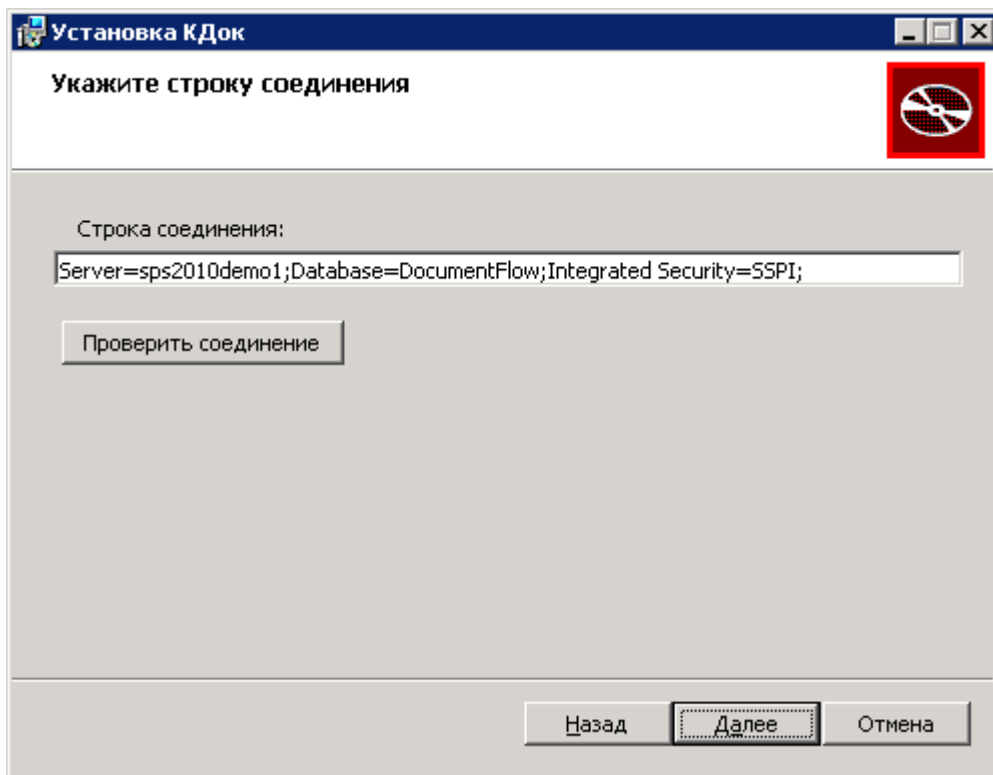 Установка КДок
Укажите строку соединения
Строка соединения:
Server=sps2010demo1;Database=DocumentFlow;Integrated Security=SSPI;
Проверить соединение
Назад Далее Отмена